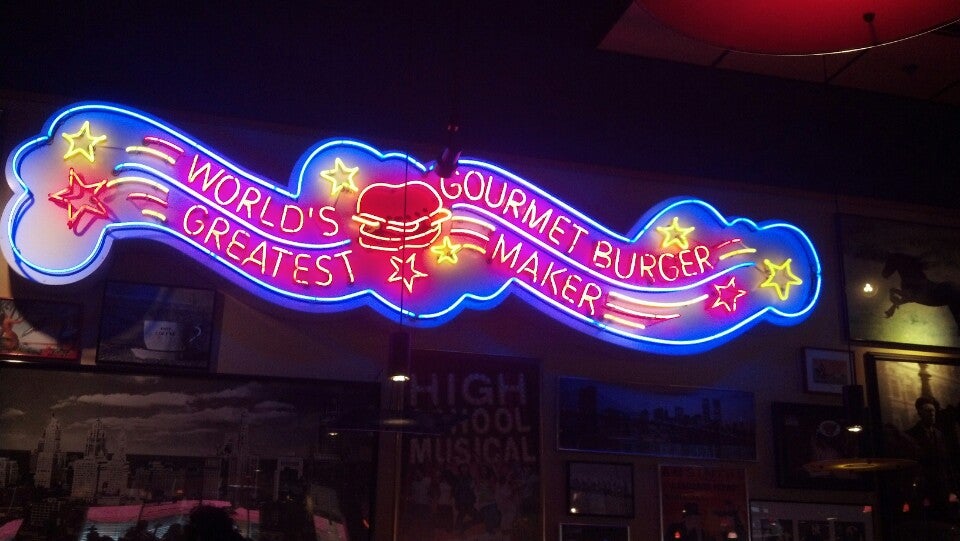 WORLD'S
GREATEST
GOURMET BURGER
MAKER
HIGH
SCHOOL
MUSICAL